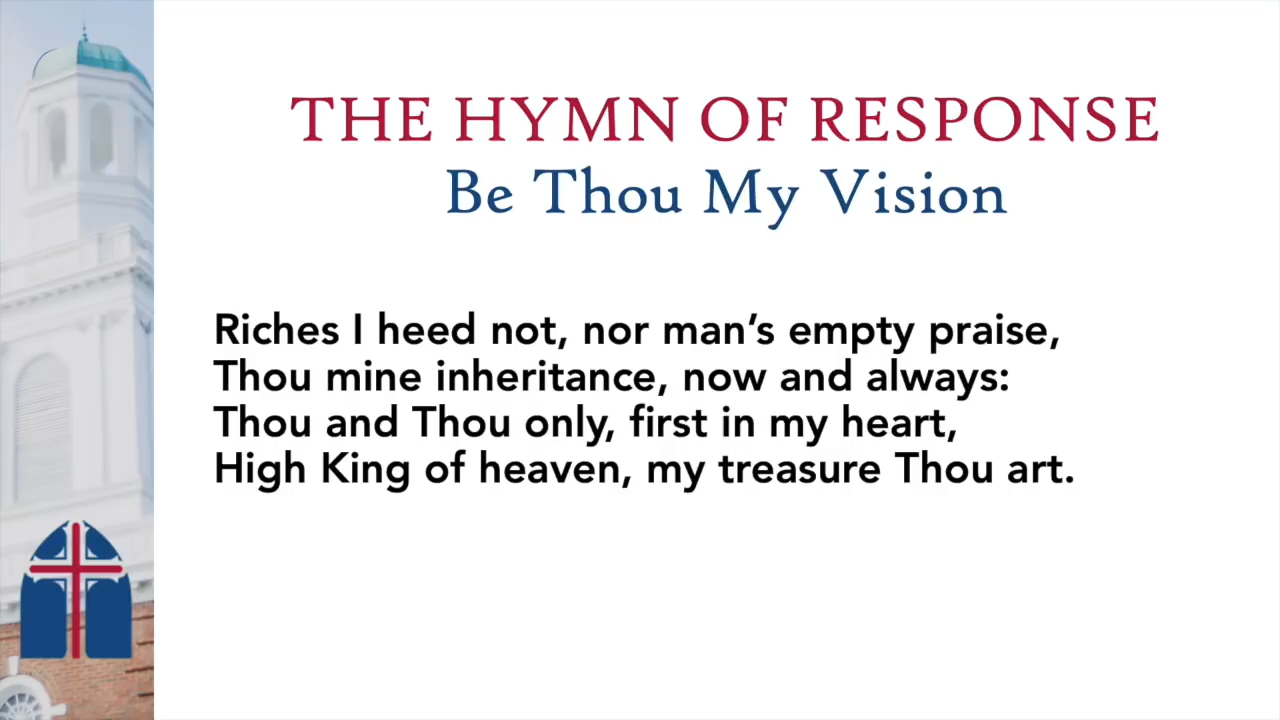 THE HYMN OF RESPONSE
Be Thou My Vision
Riches I heed not, nor man’s empty praise,
Thou mine inheritance, now and always:
Thou and Thou only, first in my heart,
High King of heaven, my treasure Thou art.